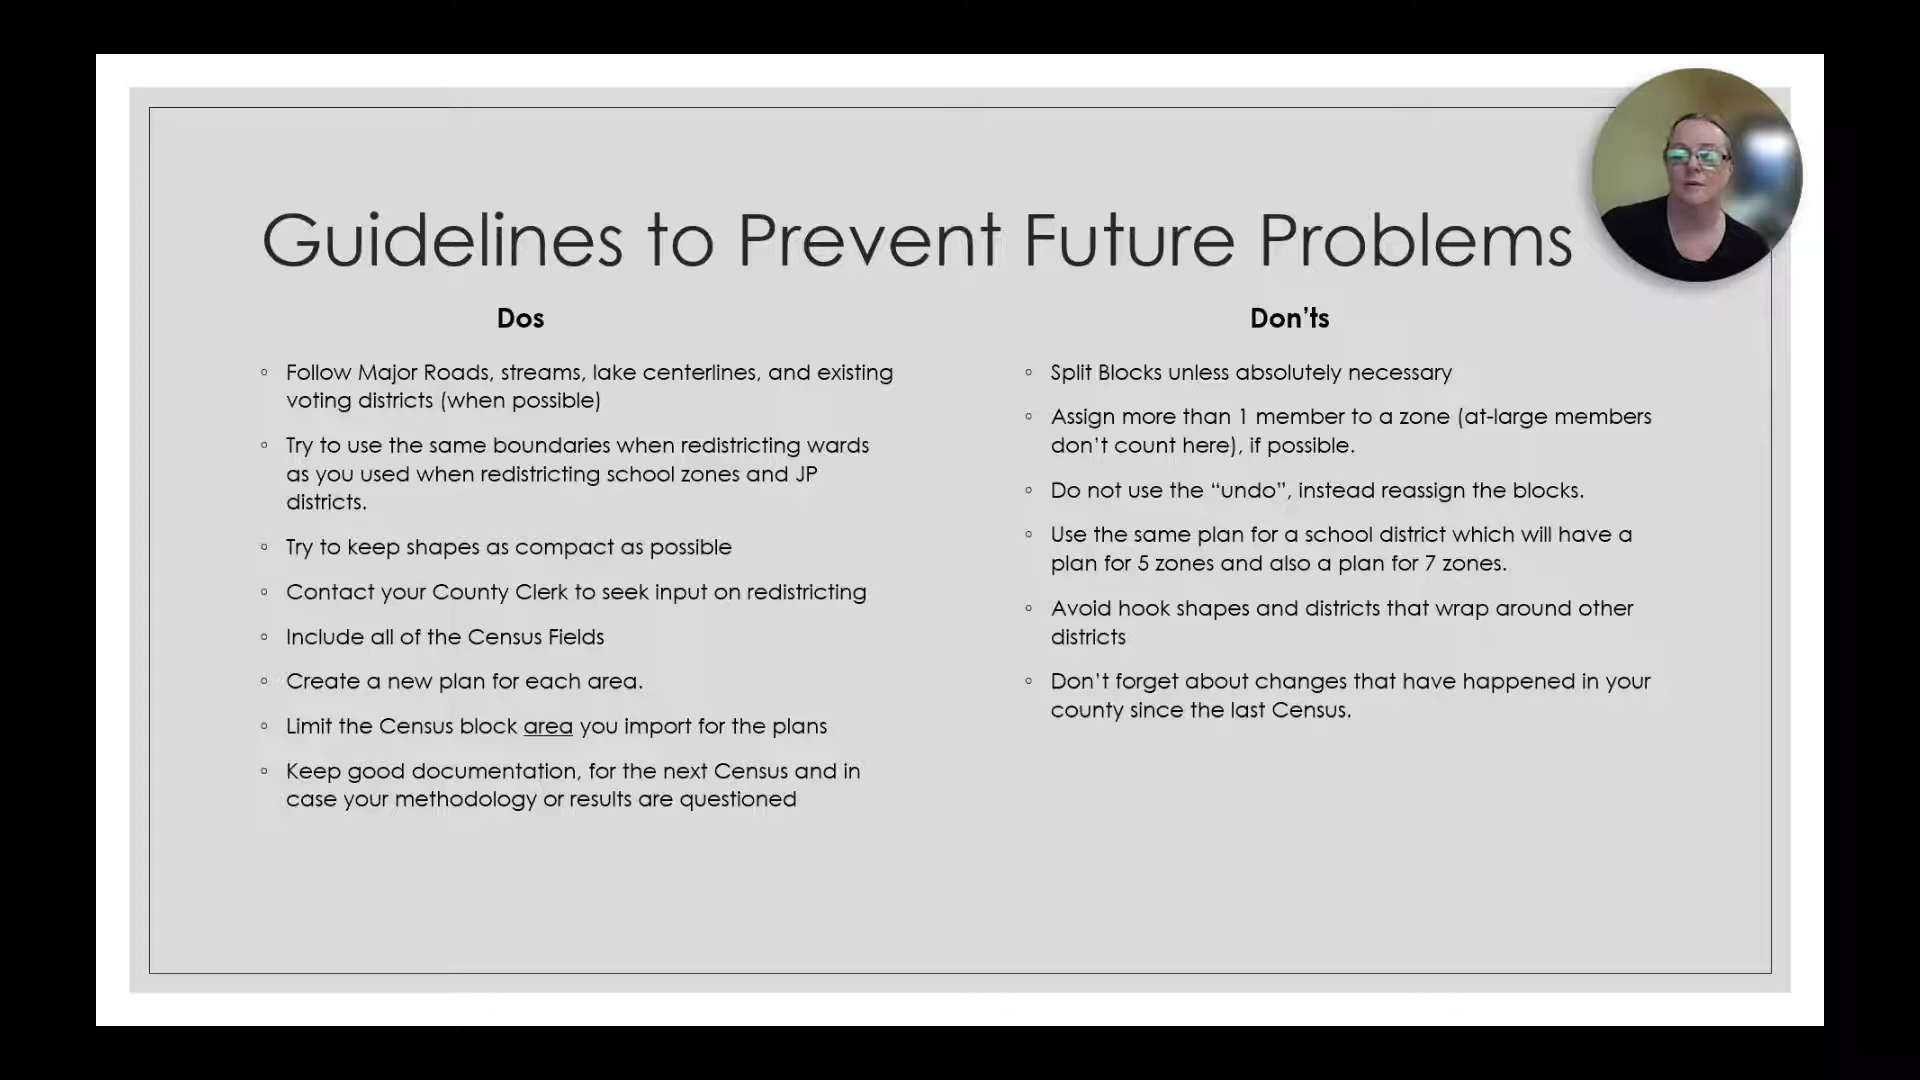 Guidelines to Prevent Future Problems
Dos
Follow Major Roads, streams, lake centerlines, and existing
voting districts (when possible)
Try to use the same boundaries when redistricting wards
as you used when redistricting school zones and JP
districts.
Try to keep shapes as compact as possible
Contact your County Clerk to seek input on redistricting
Include all of the Census Fields
Create a new plan for each area.
Limit the Census block area you import for the plans
Keep good documentation, for the next Census and in
case your methodology or results are questioned
Don’ts
Split Blocks unless absolutely necessary
Assign more than 1 member to a zone (at-large members
don’t count here), if possible.
Do not use the “undo”, instead reassign the blocks.
Use the same plan for a school district which will have a
plan for 5 zones and also a plan for 7 zones.
Avoid hook shapes and districts that wrap around other
districts
Don’t forget about changes that have happened in your
county since the last Census.